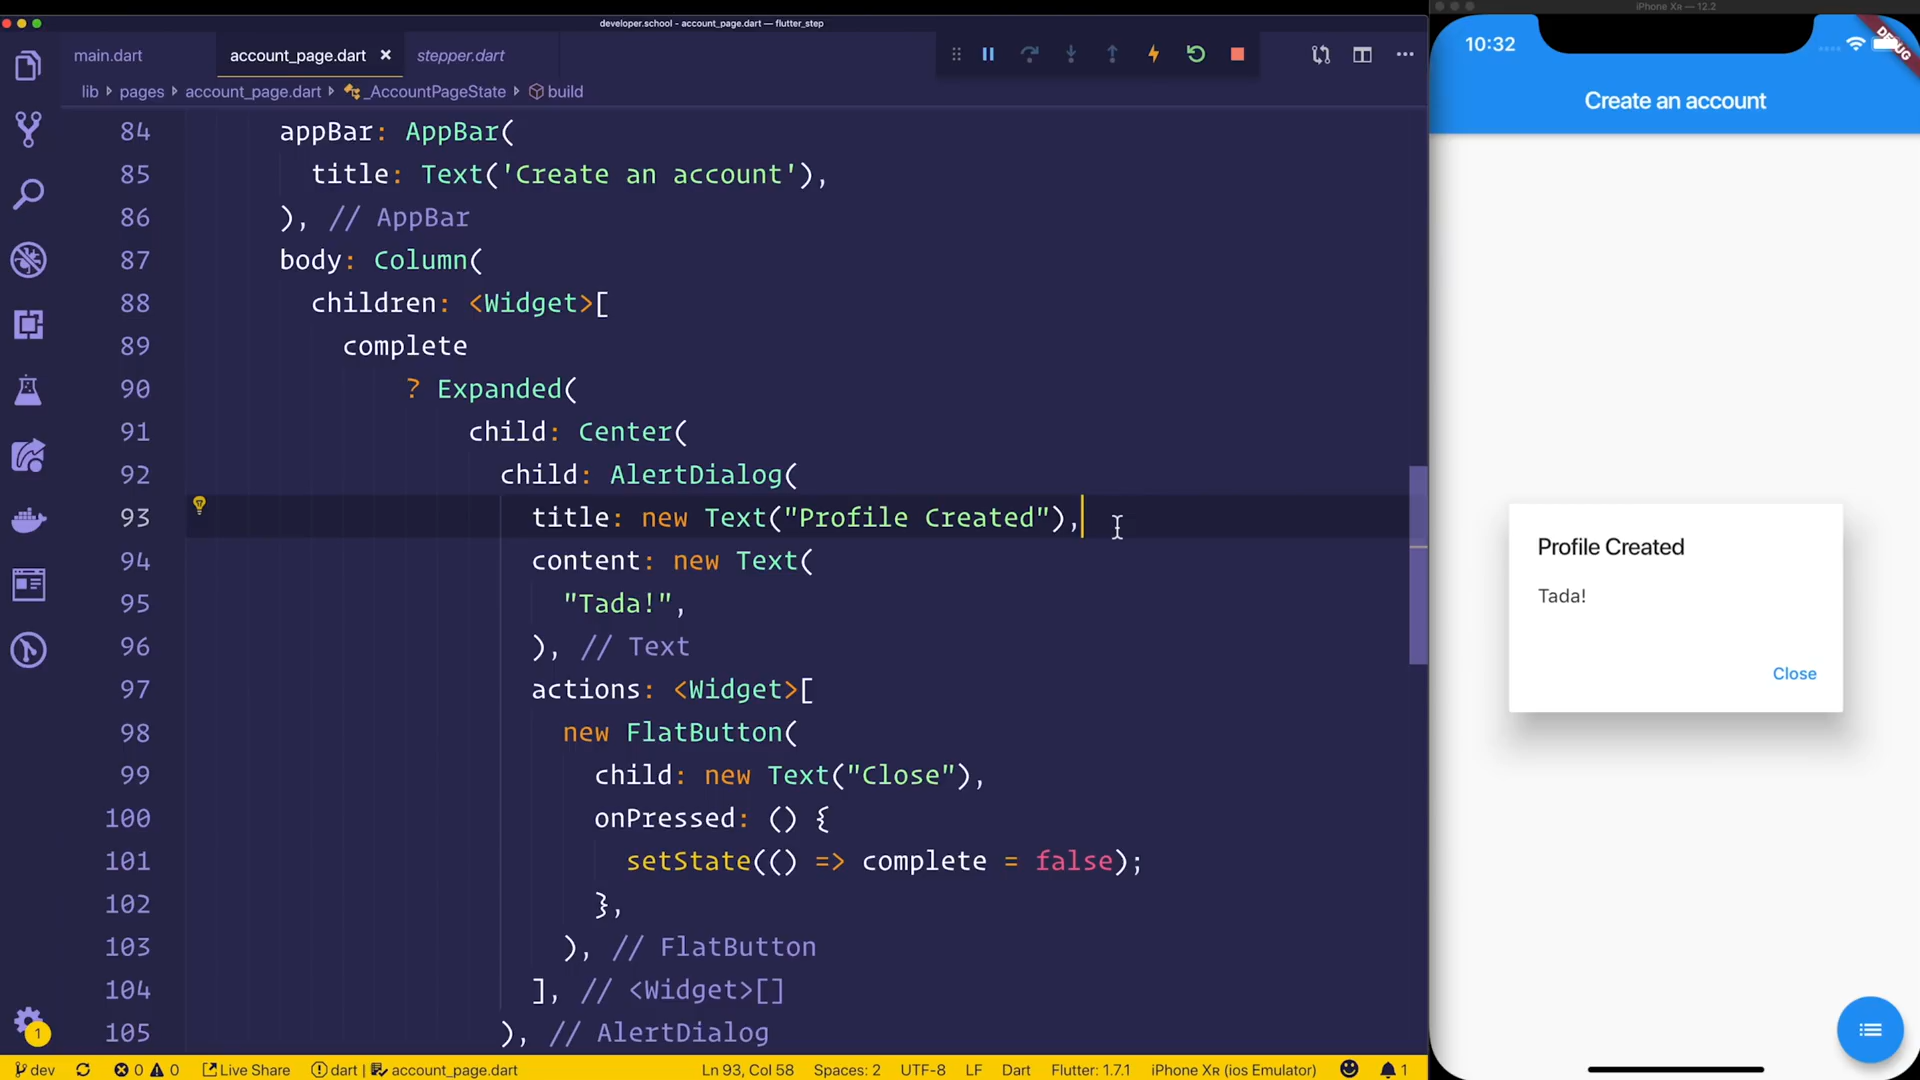 developer.school - account_page.dart — flutter_step
iPhone XR — 12.2
main.dart
account_page.dart
stepper.dart
lib
pages
account_page.dart
_AccountPageState
build
84 appBar: AppBar(
85 title: Text('Create an account'),
86 ), // AppBar
87 body: Column(
88 children: <Widget>[
89 complete
90 ? Expanded(
91 child: Center(
92 child: AlertDialog(
93 title: new Text("Profile Created"),
94 content: new Text(
95 "Tada!",
96 ), // Text
97 actions: <Widget>[
98 new FlatButton(
99 child: new Text("Close"),
100 onPressed: () {
101 setState(() => complete = false);
102 },
103 ), // FlatButton
104 ], // <Widget>[]
105 ), // AlertDialog
1
dev
0
0
Live Share
dart
account_page.dart
Ln 93, Col 58
Spaces: 2
UTF-8
LF
Dart
Flutter: 1.7.1
iPhone XR (ios Emulator)
1
10:32
DEBUG
Create an account
Profile Created
Tada!
Close